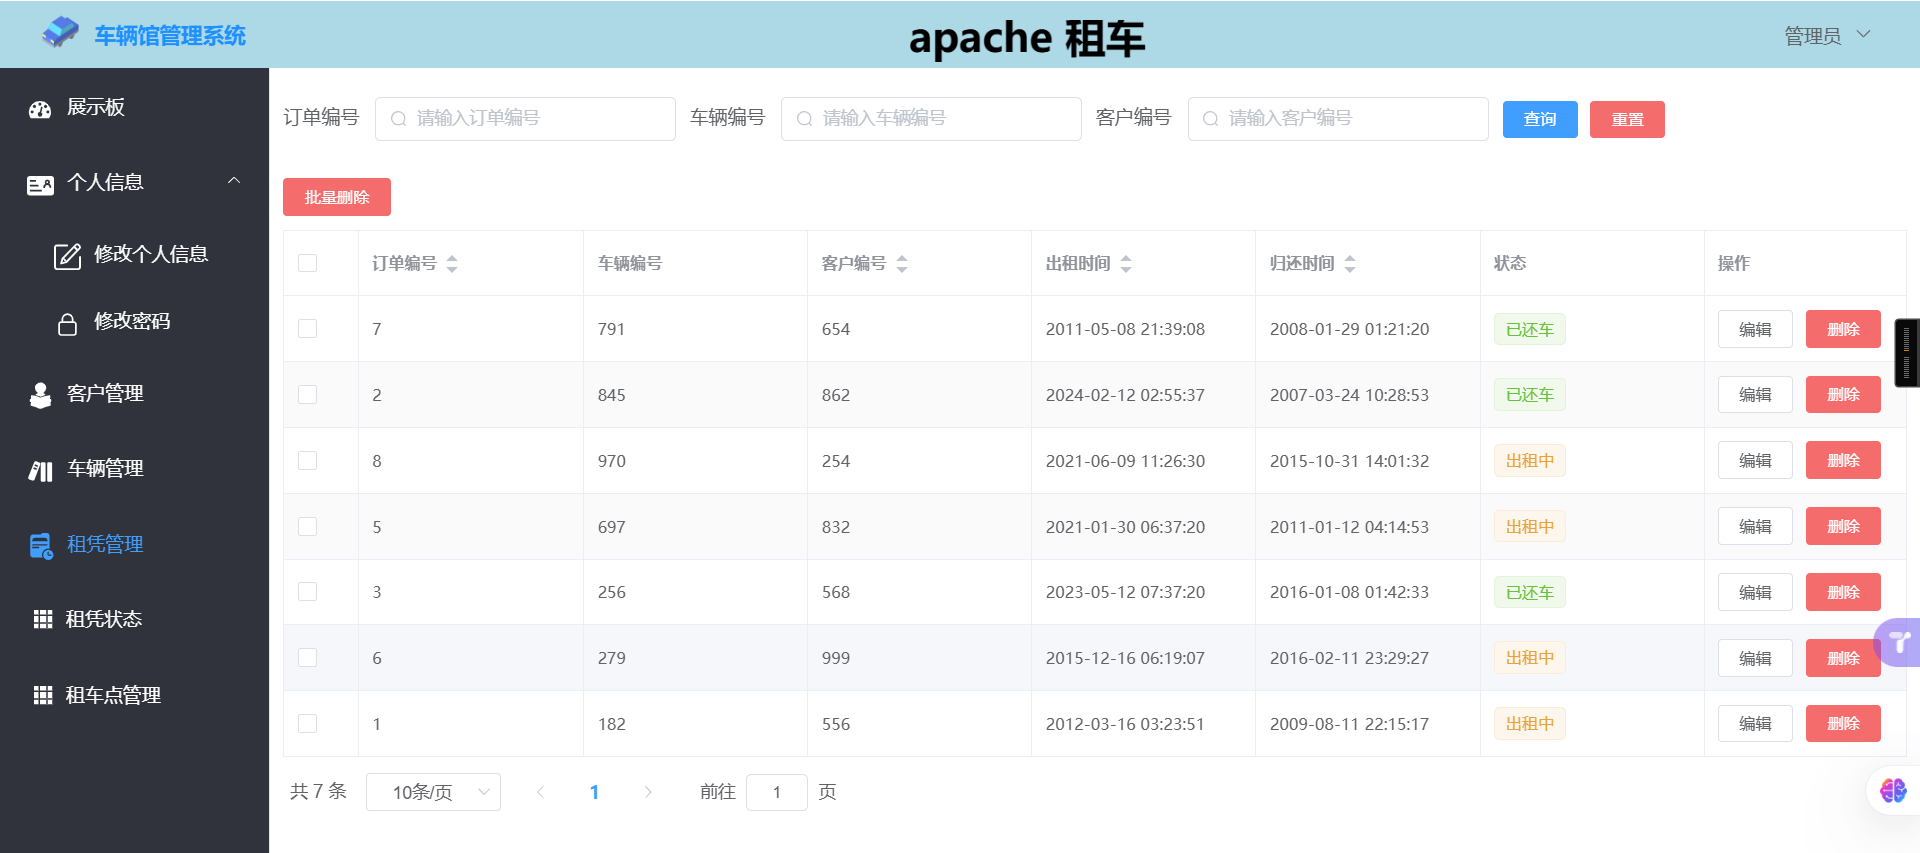 车辆馆管理系统
apache 租车
管理员
展示板
个人信息
修改个人信息
修改密码
客户管理
车辆管理
租凭管理
租凭状态
租车点管理
订单编号 请输入订单编号 车辆编号 请输入车辆编号 客户编号 请输入客户编号 查询 重置
批量删除
订单编号 车辆编号 客户编号 出租时间 归还时间 状态 操作
7 791 654 2011-05-08 21:39:08 2008-01-29 01:21:20 已还车 编辑 删除
2 845 862 2024-02-12 02:55:37 2007-03-24 10:28:53 已还车 编辑 删除
8 970 254 2021-06-09 11:26:30 2015-10-31 14:01:32 出租中 编辑 删除
5 697 832 2021-01-30 06:37:20 2011-01-12 04:14:53 出租中 编辑 删除
3 256 568 2023-05-12 07:37:20 2016-01-08 01:42:33 已还车 编辑 删除
6 279 999 2015-12-16 06:19:07 2016-02-11 23:29:27 出租中 编辑 删除
1 182 556 2012-03-16 03:23:51 2009-08-11 22:15:17 出租中 编辑 删除
共 7 条 10条/页 1 前往 1 页